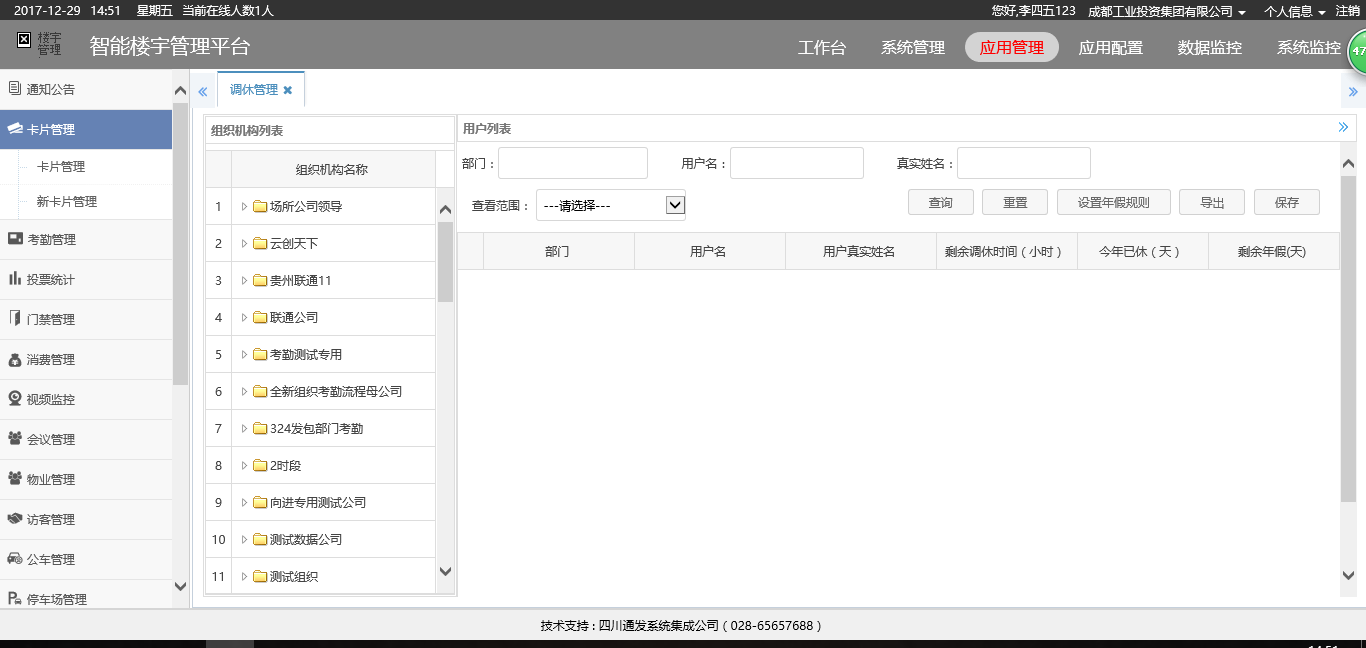 2017-12-29 14:51 星期五 当前在线人数1人 您好,李四五123 成都工业投资集团有限公司 个人信息 注销
楼宇管理 智能楼宇管理平台 工作台 系统管理 应用管理 应用配置 数据监控 系统监控 47
通知公告
卡片管理
卡片管理
新卡片管理
考勤管理
投票统计
门禁管理
消费管理
视频监控
会议管理
物业管理
访客管理
公车管理
停车场管理
调休管理
组织机构列表
组织机构名称
1 场所公司领导
2 云创天下
3 贵州联通11
4 联通公司
5 考勤测试专用
6 全新组织考勤流程母公司
7 324发包部门考勤
8 2时段
9 向进专用测试公司
10 测试数据公司
11 测试组织
用户列表
部门： 用户名： 真实姓名：
查看范围： ---请选择--- 查询 重置 设置年假规则 导出 保存
部门 用户名 用户真实姓名 剩余调休时间（小时） 今年已休（天） 剩余年假(天)
技术支持：四川通发系统集成公司（028-65657688）